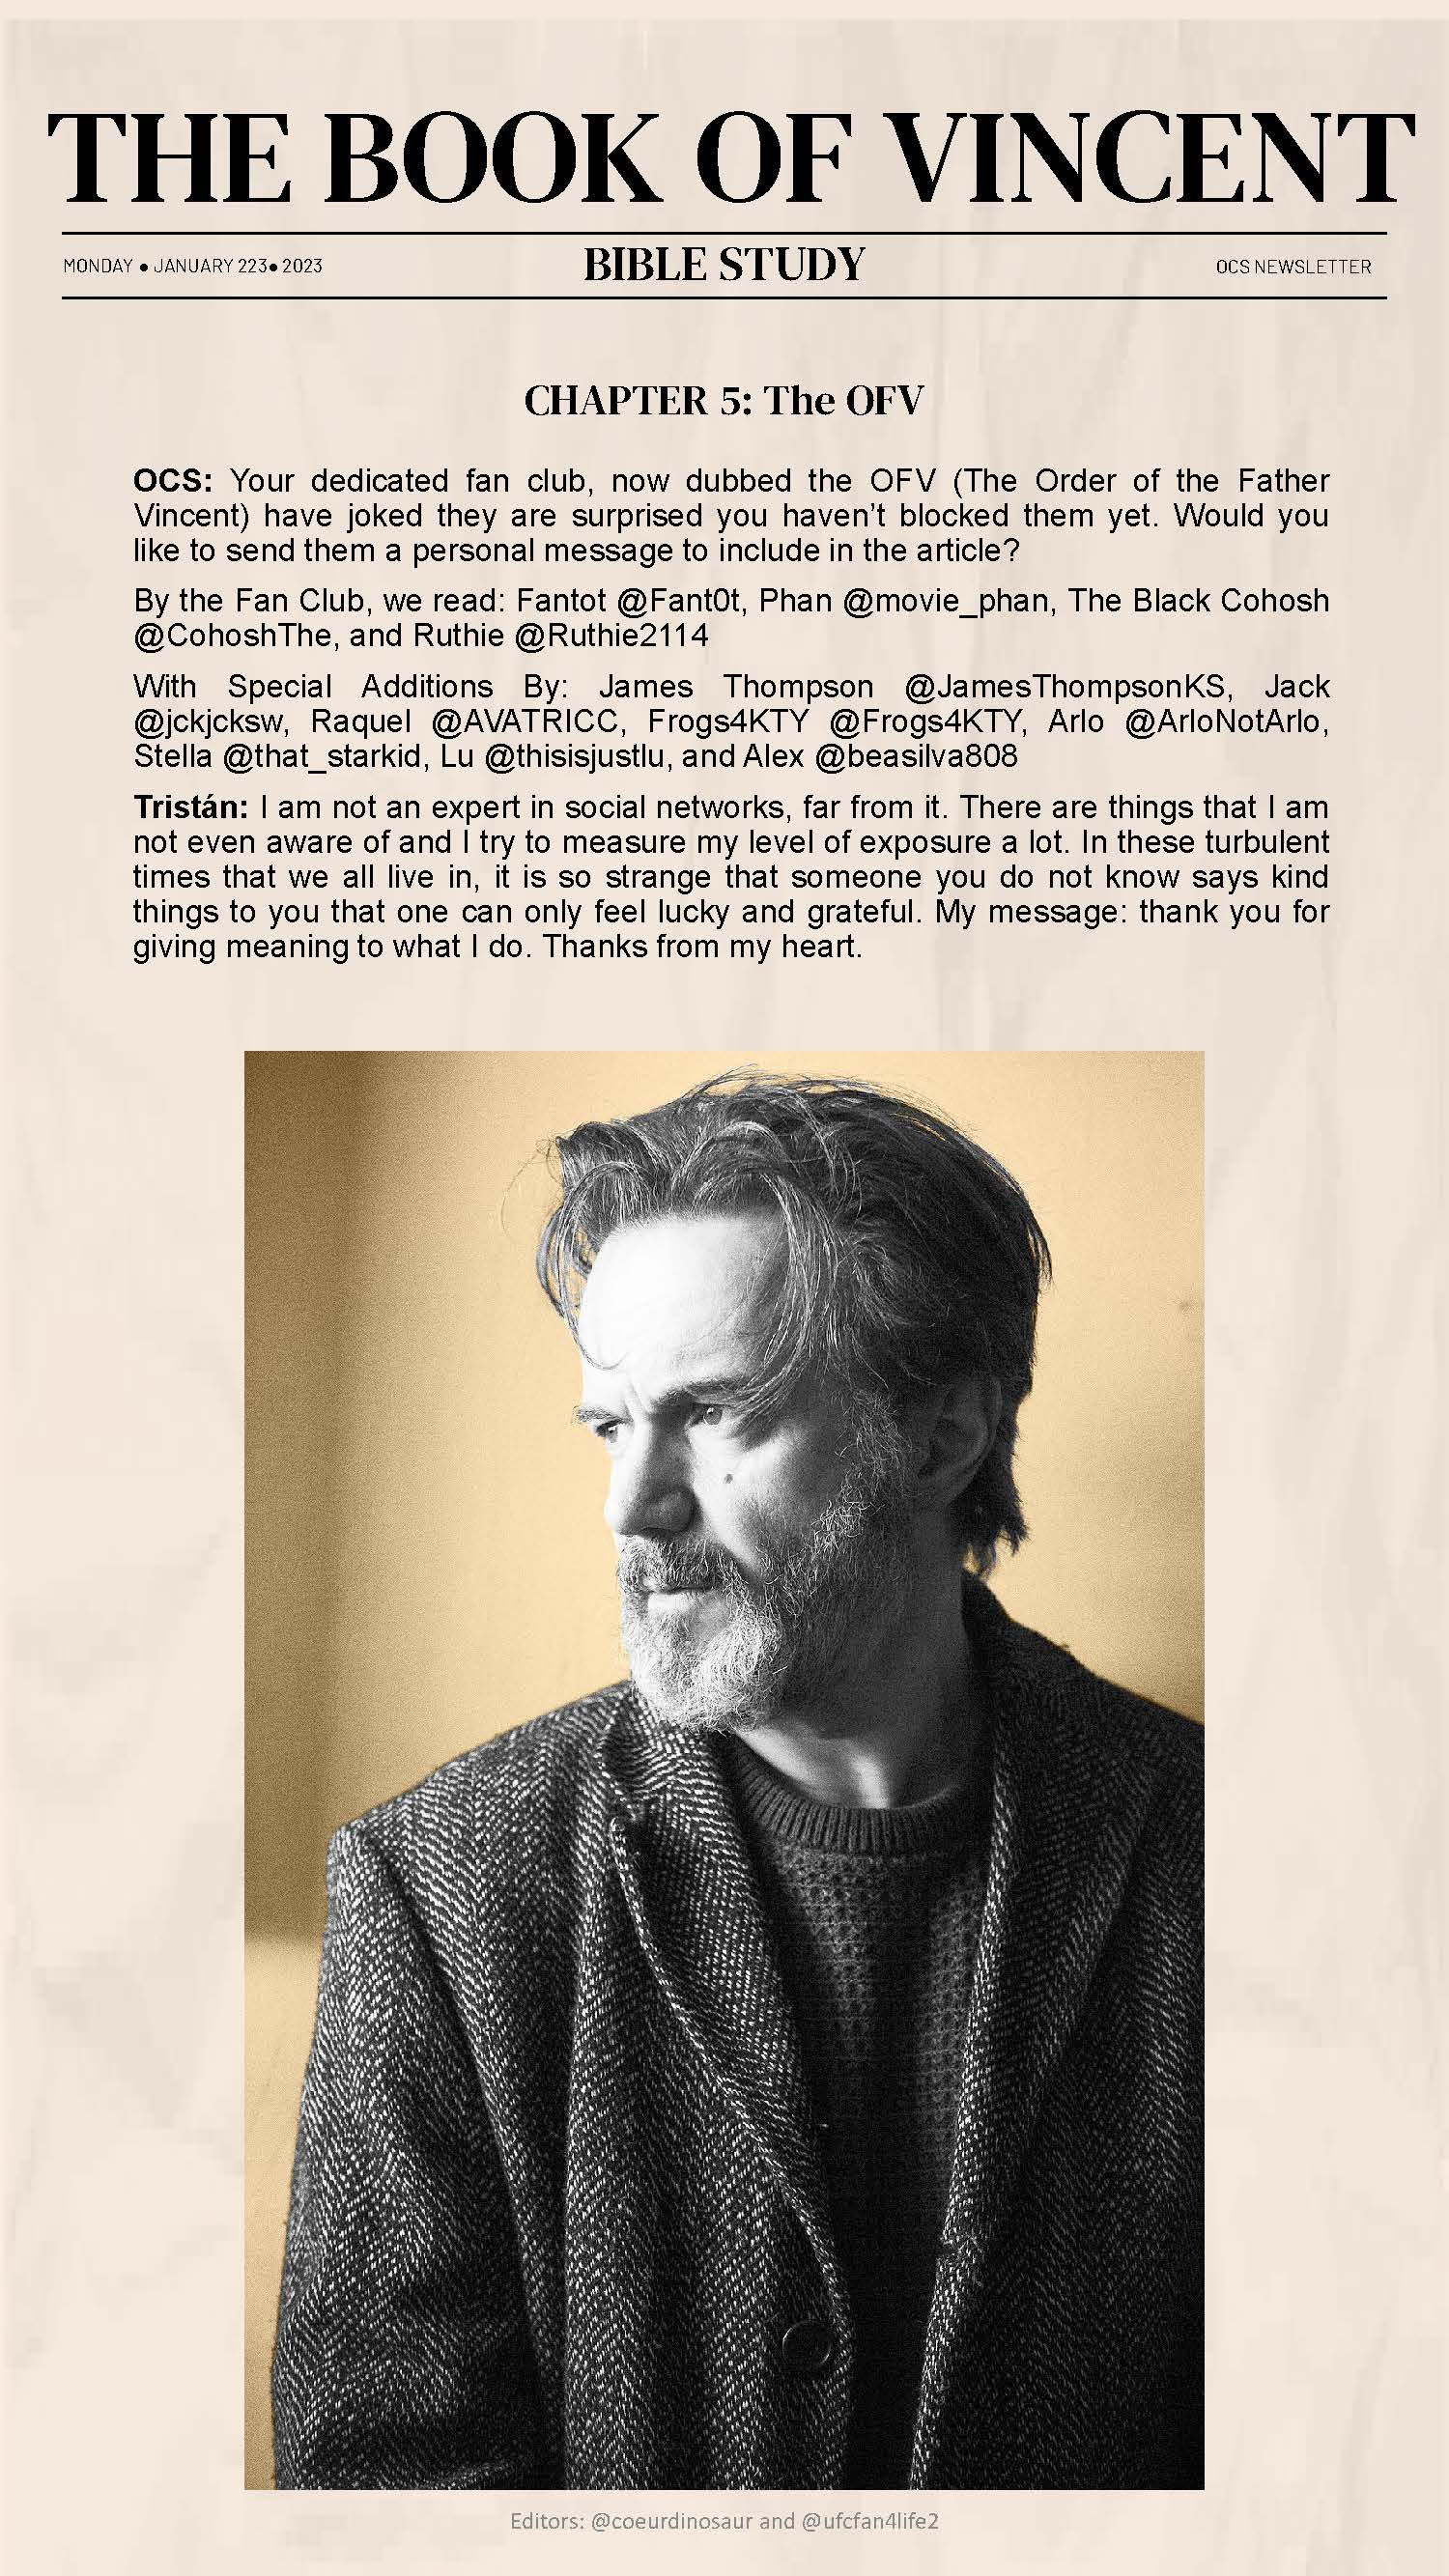 THE BOOK OF VINCENT
MONDAY ● JANUARY 223● 2023
BIBLE STUDY
OCS NEWSLETTER
CHAPTER 5: The OFV
OCS: Your dedicated fan club, now dubbed the OFV (The Order of the Father
Vincent) have joked they are surprised you haven’t blocked them yet. Would you
like to send them a personal message to include in the article?
By the Fan Club, we read: Fantot @Fant0t, Phan @movie_phan, The Black Cohosh
@CohoshThe, and Ruthie @Ruthie2114
With Special Additions By: James Thompson @JamesThompsonKS, Jack
@jckjcksw, Raquel @AVATRICC, Frogs4KTY @Frogs4KTY, Arlo @ArloNotArlo,
Stella @that_starkid, Lu @thisisjustlu, and Alex @beasilva808
Tristán: I am not an expert in social networks, far from it. There are things that I am
not even aware of and I try to measure my level of exposure a lot. In these turbulent
times that we all live in, it is so strange that someone you do not know says kind
things to you that one can only feel lucky and grateful. My message: thank you for
giving meaning to what I do. Thanks from my heart.
Editors: @coeurdinosaur and @ufcfan4life2